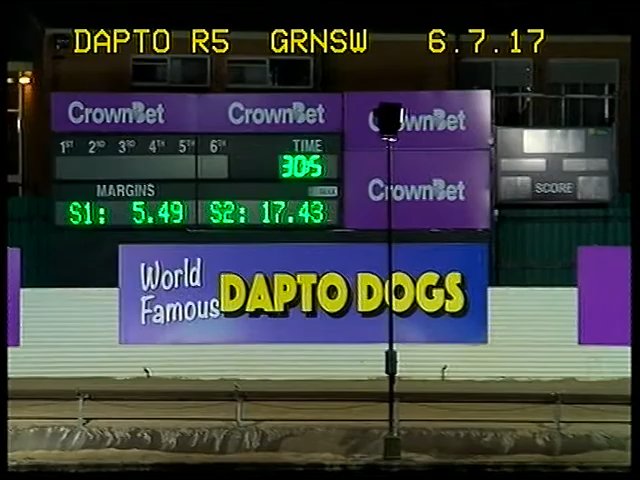 DAPTO R5 GRNSW 6.7.17
CrownBet CrownBet CrownBet
1ST 2ND 3RD 4TH 5TH 6TH TIME
30.5
MARGINS
CrownBet
SCORE
S1: 5.49 S2: 17.43
World
Famous
DAPTO DOGS